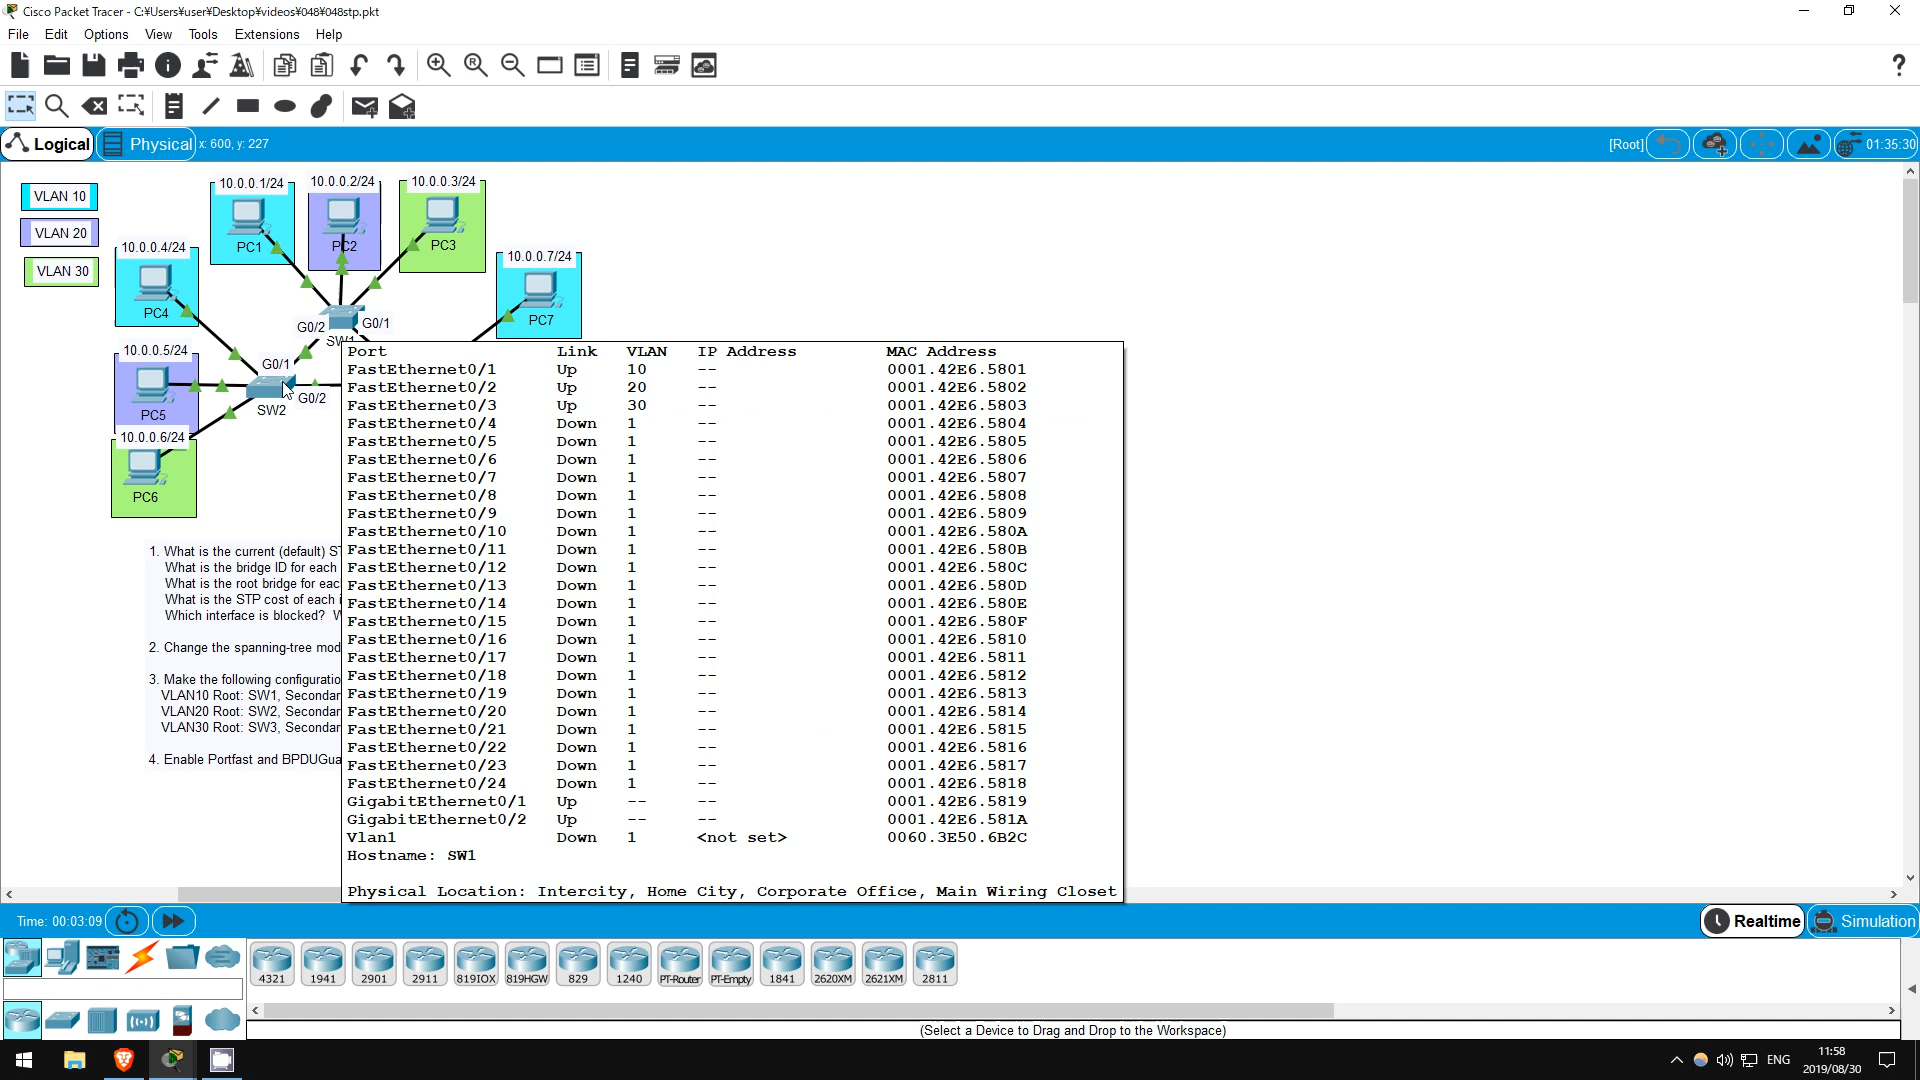 Cisco Packet Tracer - C:¥Users¥user¥Desktop¥videos¥048¥048stp.pkt
File Edit Options View Tools Extensions Help
Logical Physical x: 600, y: 227 [Root] 01:35:30
VLAN 10
VLAN 20
VLAN 30
10.0.0.1/24 10.0.0.2/24 10.0.0.3/24
PC1 PC2 PC3
10.0.0.4/24
PC4
10.0.0.7/24
PC7
G0/2 G0/1
SW1
10.0.0.5/24
PC5
G0/1
G0/2
SW2
10.0.0.6/24
PC6
1. What is the current (default) ST
What is the bridge ID for each
What is the root bridge for eac
What is the STP cost of each i
Which interface is blocked? W
2. Change the spanning-tree mod
3. Make the following configuratio
VLAN10 Root: SW1, Secondar
VLAN20 Root: SW2, Secondar
VLAN30 Root: SW3, Secondar
4. Enable Portfast and BPDUGua
Port Link VLAN IP Address MAC Address
FastEthernet0/1 Up 10 -- 0001.42E6.5801
FastEthernet0/2 Up 20 -- 0001.42E6.5802
FastEthernet0/3 Up 30 -- 0001.42E6.5803
FastEthernet0/4 Down 1 -- 0001.42E6.5804
FastEthernet0/5 Down 1 -- 0001.42E6.5805
FastEthernet0/6 Down 1 -- 0001.42E6.5806
FastEthernet0/7 Down 1 -- 0001.42E6.5807
FastEthernet0/8 Down 1 -- 0001.42E6.5808
FastEthernet0/9 Down 1 -- 0001.42E6.5809
FastEthernet0/10 Down 1 -- 0001.42E6.580A
FastEthernet0/11 Down 1 -- 0001.42E6.580B
FastEthernet0/12 Down 1 -- 0001.42E6.580C
FastEthernet0/13 Down 1 -- 0001.42E6.580D
FastEthernet0/14 Down 1 -- 0001.42E6.580E
FastEthernet0/15 Down 1 -- 0001.42E6.580F
FastEthernet0/16 Down 1 -- 0001.42E6.5810
FastEthernet0/17 Down 1 -- 0001.42E6.5811
FastEthernet0/18 Down 1 -- 0001.42E6.5812
FastEthernet0/19 Down 1 -- 0001.42E6.5813
FastEthernet0/20 Down 1 -- 0001.42E6.5814
FastEthernet0/21 Down 1 -- 0001.42E6.5815
FastEthernet0/22 Down 1 -- 0001.42E6.5816
FastEthernet0/23 Down 1 -- 0001.42E6.5817
FastEthernet0/24 Down 1 -- 0001.42E6.5818
GigabitEthernet0/1 Up -- -- 0001.42E6.5819
GigabitEthernet0/2 Up -- -- 0001.42E6.581A
Vlan1 Down 1 <not set> 0060.3E50.6B2C
Hostname: SW1
Physical Location: Intercity, Home City, Corporate Office, Main Wiring Closet
Time: 00:03:09 Realtime Simulation
4321 1941 2901 2911 819IOX 819HGW 829 1240 PT-Router PT-Empty 1841 2620XM 2621XM 2811
(Select a Device to Drag and Drop to the Workspace)
ENG 11:58
2019/08/30